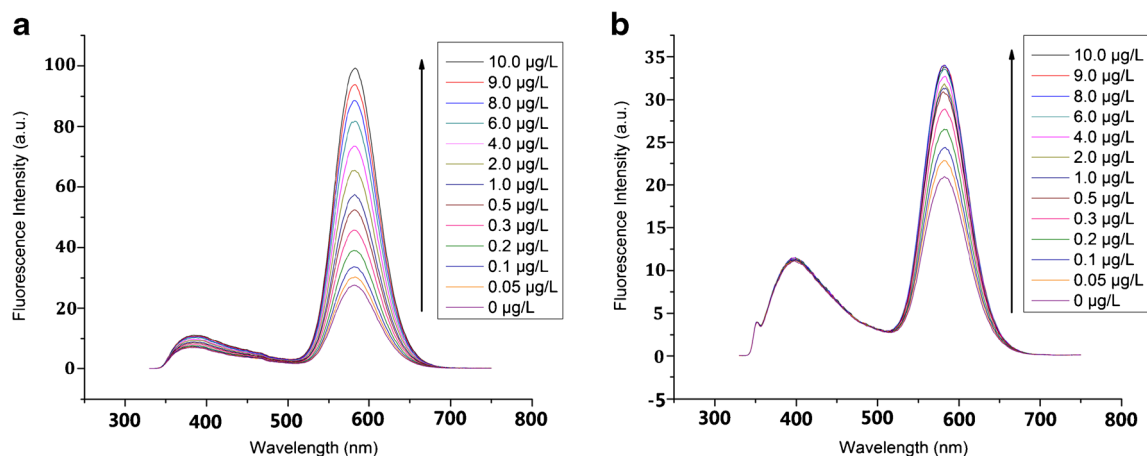 a
Fluorescence Intensity (a.u.)
100
80
60
40
20
0
300
400
500
600
700
800
Wavelength (nm)
10.0 µg/L
9.0 µg/L
8.0 µg/L
6.0 µg/L
4.0 µg/L
2.0 µg/L
1.0 µg/L
0.5 µg/L
0.3 µg/L
0.2 µg/L
0.1 µg/L
0.05 µg/L
0 µg/L
b
Fluorescence Intensity (a.u.)
35
30
25
20
15
10
5
0
-5
300
400
500
600
700
800
Wavelength (nm)
10.0 µg/L
9.0 µg/L
8.0 µg/L
6.0 µg/L
4.0 µg/L
2.0 µg/L
1.0 µg/L
0.5 µg/L
0.3 µg/L
0.2 µg/L
0.1 µg/L
0.05 µg/L
0 µg/L